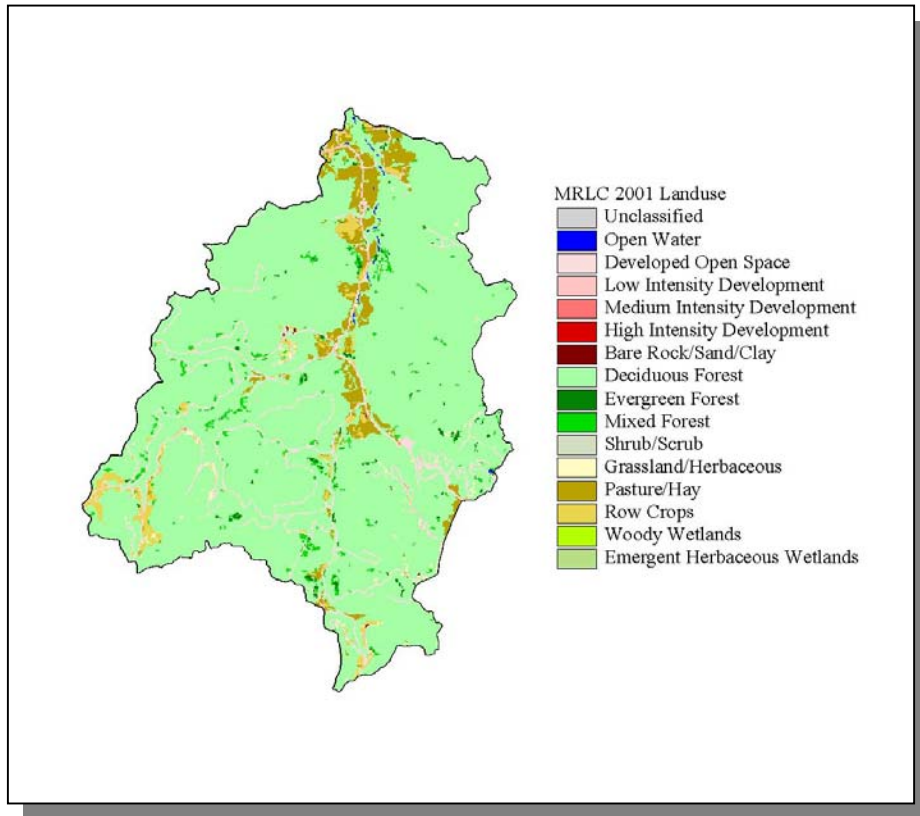 MRLC 2001 Landuse
Unclassified
Open Water
Developed Open Space
Low Intensity Development
Medium Intensity Development
High Intensity Development
Bare Rock/Sand/Clay
Deciduous Forest
Evergreen Forest
Mixed Forest
Shrub/Scrub
Grassland/Herbaceous
Pasture/Hay
Row Crops
Woody Wetlands
Emergent Herbaceous Wetlands